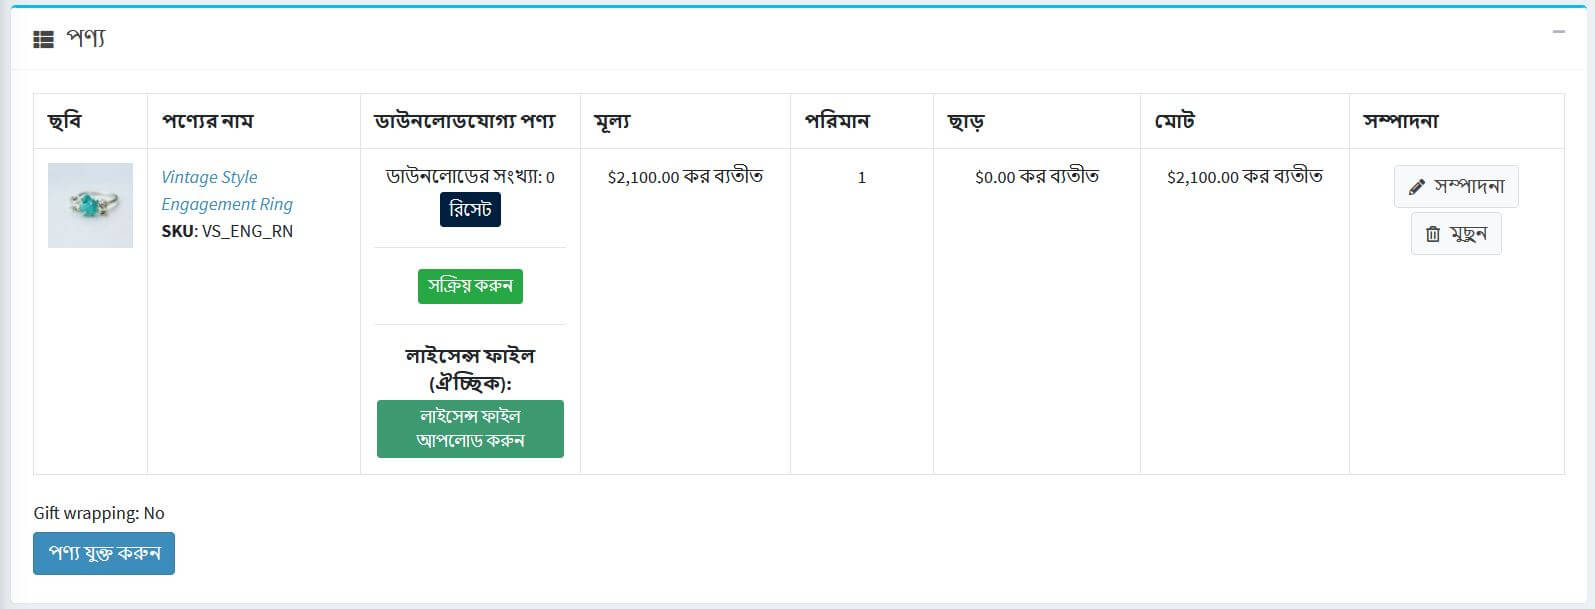 পণ্য
ছবি
পণ্যের নাম
ডাউনলোডযোগ্য পণ্য
মূল্য
পরিমান
ছাড়
মোট
সম্পাদনা
Vintage Style
Engagement Ring
SKU: VS_ENG_RN
ডাউনলোডের সংখ্যা: 0
রিসেট
সক্রিয় করুন
লাইসেন্স ফাইল
(ঐচ্ছিক):
লাইসেন্স ফাইল
আপলোড করুন
$2,100.00 কর ব্যতীত
1
$0.00 কর ব্যতীত
$2,100.00 কর ব্যতীত
সম্পাদনা
মুছুন
Gift wrapping: No
পণ্য যুক্ত করুন